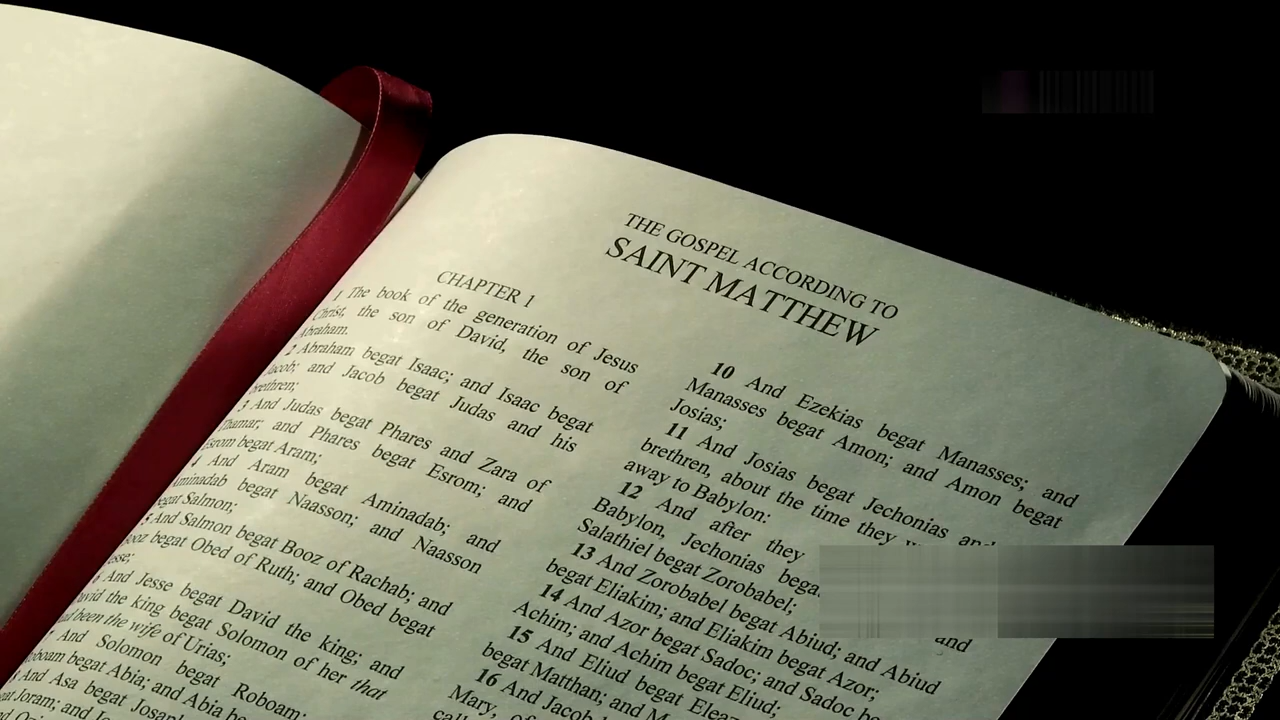 THE GOSPEL ACCORDING TO
SAINT MATTHEW
CHAPTER 1
1 The book of the generation of Jesus
Christ, the son of David, the son of
Abraham.
2 Abraham begat Isaac; and Isaac begat
Jacob; and Jacob begat Judas and his
brethren;
3 And Judas begat Phares and Zara of
Thamar; and Phares begat Esrom; and
Esrom begat Aram;
4 And Aram begat Aminadab; and
Aminadab begat Naasson; and Naasson
begat Salmon;
5 And Salmon begat Booz of Rachab; and
Booz begat Obed of Ruth; and Obed begat
Jesse;
6 And Jesse begat David the king; and
David the king begat Solomon of her that
had been the wife of Urias;
7 And Solomon begat Roboam;
Roboam begat Abia; and Abia
8 And Asa begat
begat Joram; and
10 And Ezekias begat Manasses; and
Manasses begat Amon; and Amon begat
Josias;
11 And Josias begat Jechonias and
brethren, about the time they
away to Babylon:
12 And after they
Babylon, Jechonias
Salathiel begat Zorobabel;
13 And Zorobabel begat Abiud; and Abiud
begat Eliakim; and Eliakim begat Azor;
14 And Azor begat Sadoc; and Sadoc
Achim; and Achim begat Eliud;
15 And Eliud begat
begat Matthan; and
16 And Jacob
Mary,
and